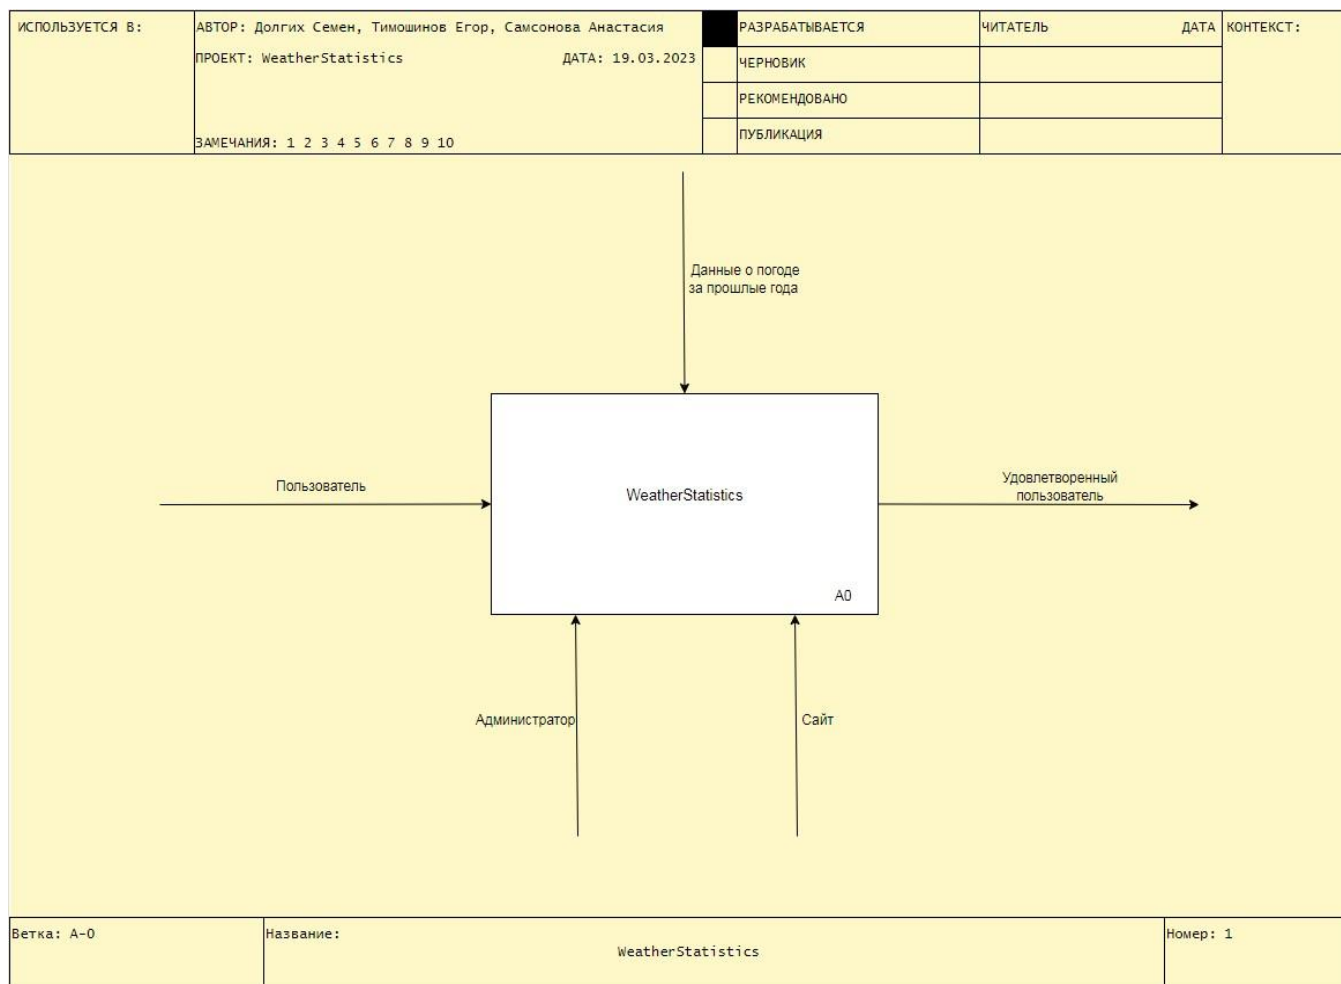 ИСПОЛЬЗУЕТСЯ В:
АВТОР: Долгих Семен, Тимошинов Егор, Самсонова Анастасия
ПРОЕКТ: WeatherStatistics
ДАТА: 19.03.2023
ЗАМЕЧАНИЯ: 1 2 3 4 5 6 7 8 9 10
РАЗРАБАТЫВАЕТСЯ
ЧЕРНОВИК
РЕКОМЕНДОВАНО
ПУБЛИКАЦИЯ
ЧИТАТЕЛЬ ДАТА
КОНТЕКСТ:
Данные о погоде
за прошлые года
Пользователь
WeatherStatistics
A0
Удовлетворенный
пользователь
Администратор
Сайт
Ветка: A-0
Название:
WeatherStatistics
Номер: 1